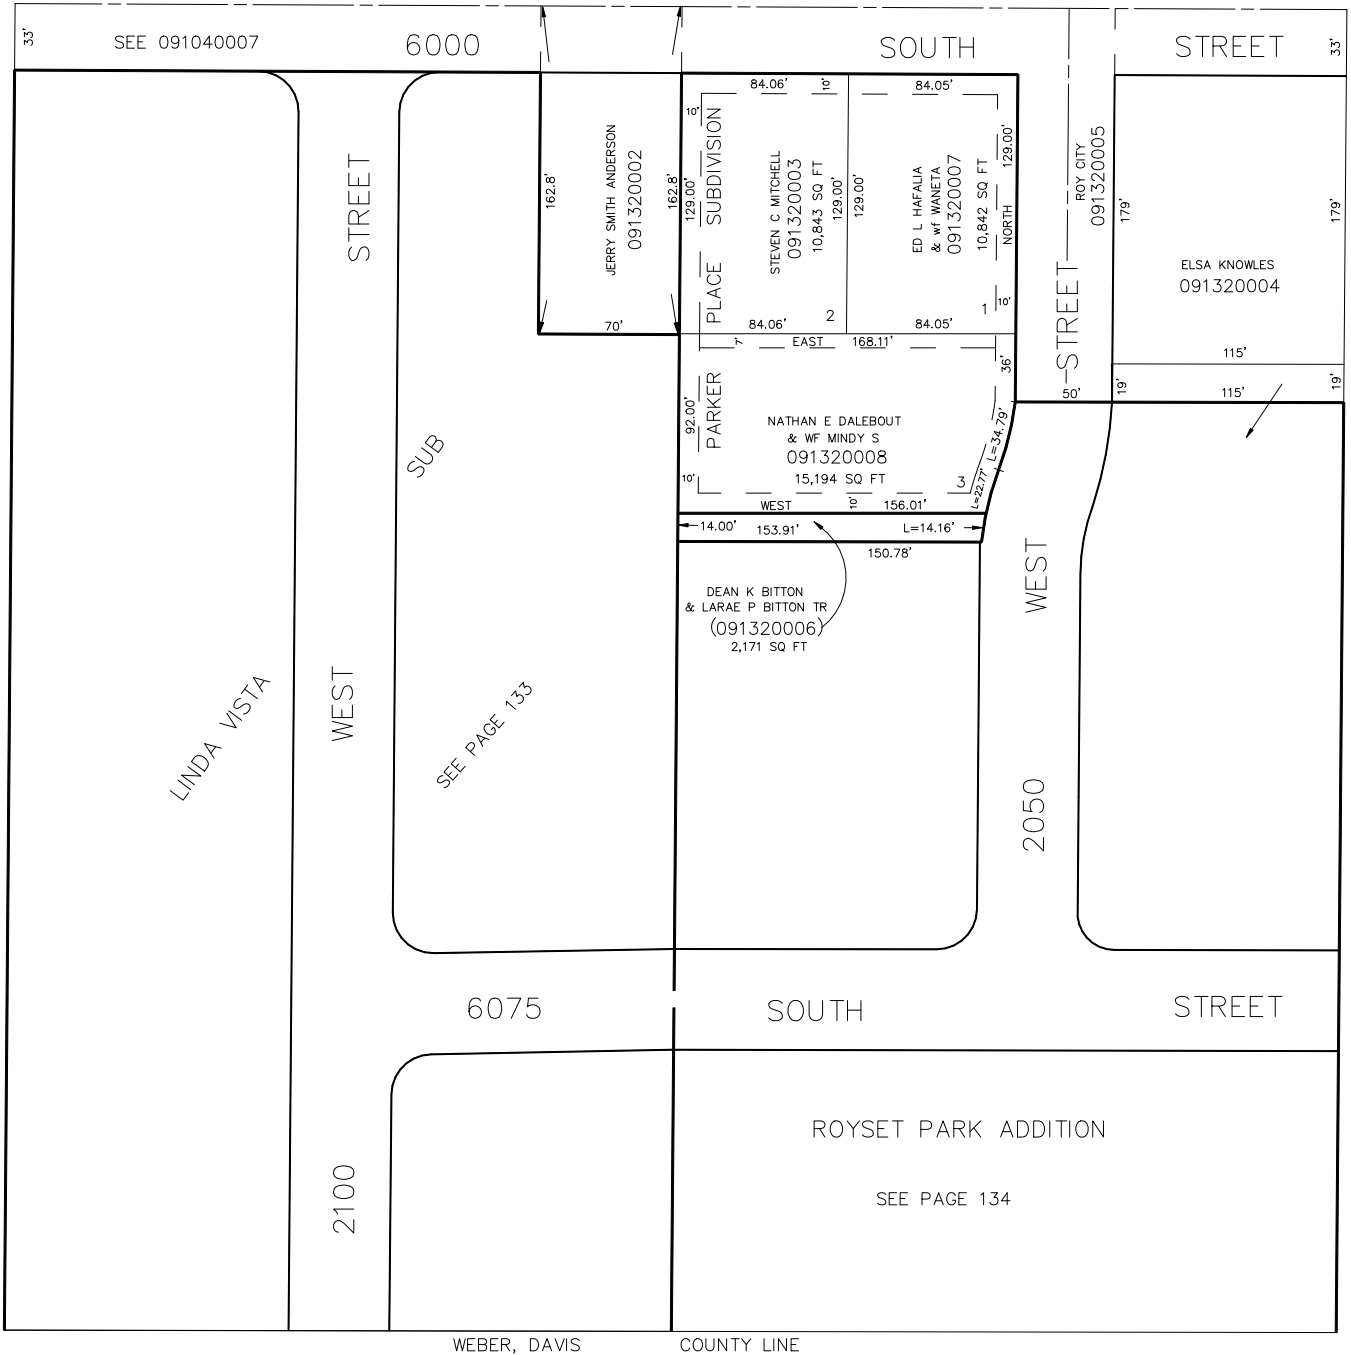 33'
SEE 091040007
6000
SOUTH
STREET
33'
84.06'
10'
84.05'
10'
PARKER PLACE SUBDIVISION
162.8'
JERRY SMITH ANDERSON
091320002
162.8'
129.00'
STEVEN C MITCHELL
091320003
10,843 SQ FT
129.00'
129.00'
ED L HAFALIA
& wf WANETA
091320007
10,842 SQ FT
NORTH
129.00'
ROY CITY
091320005
179'
179'
ELSA KNOWLES
091320004
2
1
10'
70'
84.06'
84.05'
7'
EAST
168.11'
36'
115'
19'
19'
50'
115'
92.00'
NATHAN E DALEBOUT
& WF MINDY S
091320008
15,194 SQ FT
3
L=34.79'
L=22.77'
10'
WEST
10'
156.01'
14.00'
153.91'
L=14.16'
150.78'
DEAN K BITTON
& LARAE P BITTON TR
(091320006)
2,171 SQ FT
2100
WEST
STREET
2050
WEST
STREET
LINDA VISTA
SUB
SEE PAGE 133
6075
SOUTH
STREET
ROYSET PARK ADDITION
SEE PAGE 134
WEBER, DAVIS
COUNTY LINE